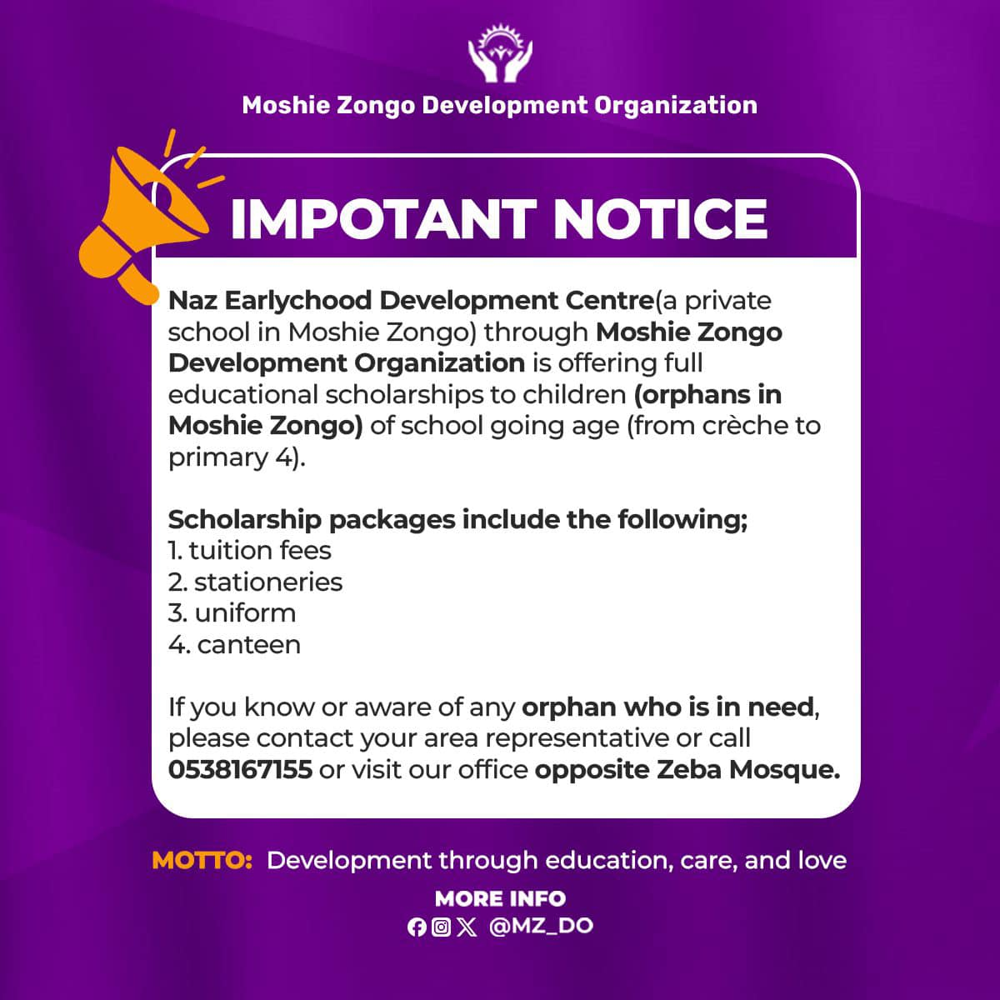 Moshie Zongo Development Organization
IMPOTANT NOTICE
Naz Earlychood Development Centre(a private
school in Moshie Zongo) through Moshie Zongo
Development Organization is offering full
educational scholarships to children (orphans in
Moshie Zongo) of school going age (from crèche to
primary 4).
Scholarship packages include the following;
1. tuition fees
2. stationeries
3. uniform
4. canteen
If you know or aware of any orphan who is in need,
please contact your area representative or call
0538167155 or visit our office opposite Zeba Mosque.
MOTTO: Development through education, care, and love
MORE INFO
@MZ_DO